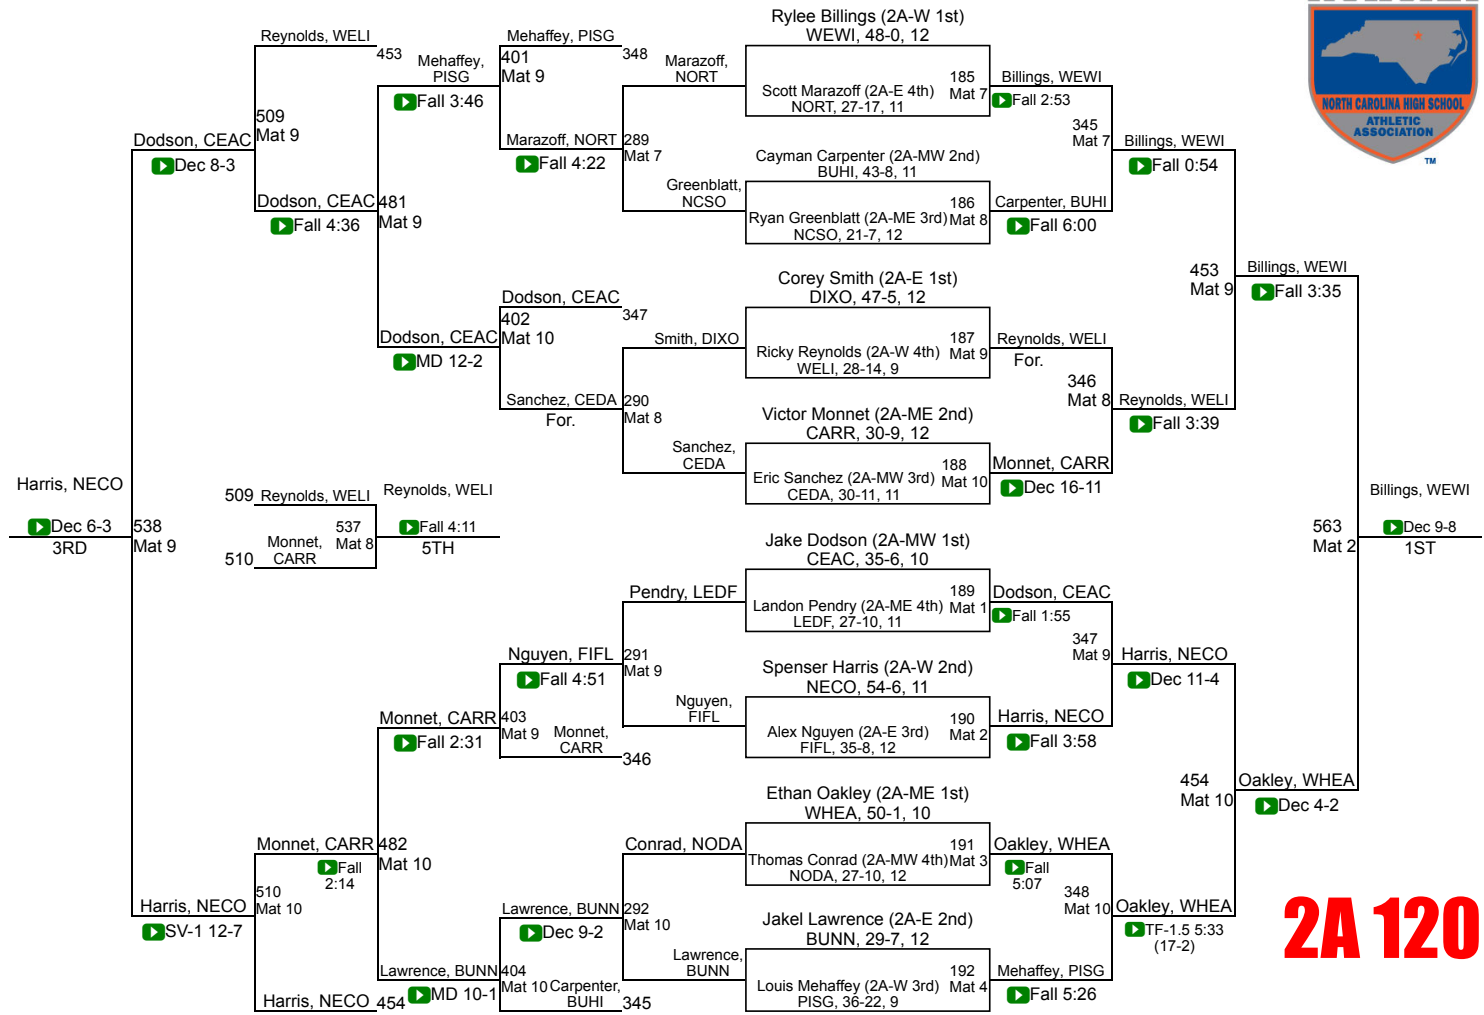 Rylee Billings (2A-W 1st)
WEWI, 48-0, 12
185
Mat 7
Scott Marazoff (2A-E 4th)
NORT, 27-17, 11
Cayman Carpenter (2A-MW 2nd)
BUHI, 43-8, 11
186
Mat 8
Ryan Greenblatt (2A-ME 3rd)
NCSO, 21-7, 12
Corey Smith (2A-E 1st)
DIXO, 47-5, 12
187
Mat 9
Ricky Reynolds (2A-W 4th)
WELI, 28-14, 9
Victor Monnet (2A-ME 2nd)
CARR, 30-9, 12
188
Mat 10
Eric Sanchez (2A-MW 3rd)
CEDA, 30-11, 11
Jake Dodson (2A-MW 1st)
CEAC, 35-6, 10
189
Mat 1
Landon Pendry (2A-ME 4th)
LEDF, 27-10, 11
Spenser Harris (2A-W 2nd)
NECO, 54-6, 11
190
Mat 2
Alex Nguyen (2A-E 3rd)
FIFL, 35-8, 12
Ethan Oakley (2A-ME 1st)
WHEA, 50-1, 10
191
Mat 3
Thomas Conrad (2A-MW 4th)
NODA, 27-10, 12
Jakel Lawrence (2A-E 2nd)
BUNN, 29-7, 12
192
Mat 4
Louis Mehaffey (2A-W 3rd)
PISG, 36-22, 9
Billings, WEWI
Fall 2:53
345
Mat 7
Carpenter, BUHI
Fall 6:00
Reynolds, WELI
For.
346
Mat 8
Monnet, CARR
Dec 16-11
Dodson, CEAC
Fall 1:55
347
Mat 9
Harris, NECO
Fall 3:58
Oakley, WHEA
Fall
5:07
348
Mat 10
Mehaffey, PISG
Fall 5:26
Billings, WEWI
Fall 0:54
453
Mat 9
Reynolds, WELI
Fall 3:39
Harris, NECO
Dec 11-4
454
Mat 10
Oakley, WHEA
TF-1.5 5:33
(17-2)
Billings, WEWI
Fall 3:35
563
Mat 2
Oakley, WHEA
Dec 4-2
Billings, WEWI
Dec 9-8
1ST
Marazoff,
NORT
289
Mat 7
Greenblatt,
NCSO
Smith, DIXO
290
Mat 8
Sanchez,
CEDA
Pendry, LEDF
291
Mat 9
Nguyen,
FIFL
Conrad, NODA
292
Mat 10
Lawrence,
BUNN
Mehaffey, PISG
348
401
Mat 9
Marazoff, NORT
Fall 4:22
Dodson, CEAC
347
402
Mat 10
Sanchez, CEDA
For.
Nguyen, FIFL
Fall 4:51
403
Mat 9
Monnet,
CARR
346
Lawrence, BUNN
Dec 9-2
404
Mat 10
Carpenter,
BUHI
345
Mehaffey,
PISG
Fall 3:46
481
Mat 9
Dodson, CEAC
MD 12-2
Monnet, CARR
Fall 2:31
482
Mat 10
Lawrence, BUNN
MD 10-1
Reynolds, WELI
453
509
Mat 9
Dodson, CEAC
Fall 4:36
Monnet, CARR
Fall
2:14
510
Mat 10
Harris, NECO
454
Dodson, CEAC
Dec 8-3
538
Mat 9
Harris, NECO
SV-1 12-7
Harris, NECO
Dec 6-3
3RD
509
Reynolds, WELI
537
Mat 8
510
Monnet,
CARR
Reynolds, WELI
Fall 4:11
5TH
NORTH CAROLINA HIGH SCHOOL
ATHLETIC
ASSOCIATION
TM
2A 120